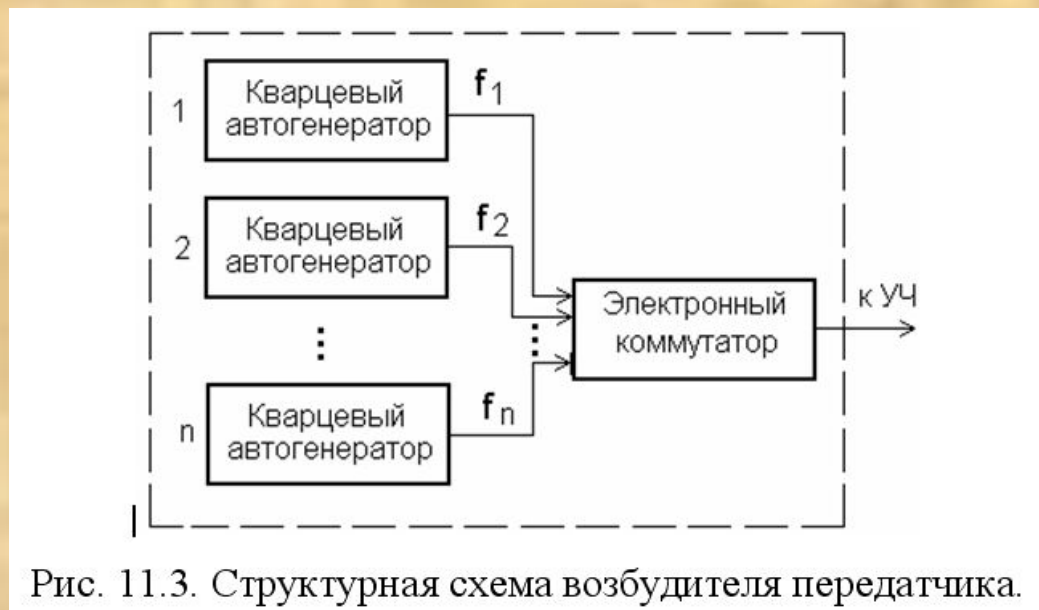 1
Кварцевый
автогенератор
f1
2
Кварцевый
автогенератор
f2
Электронный
коммутатор
к УЧ
n
Кварцевый
автогенератор
fn
Рис. 11.3. Структурная схема возбудителя передатчика.